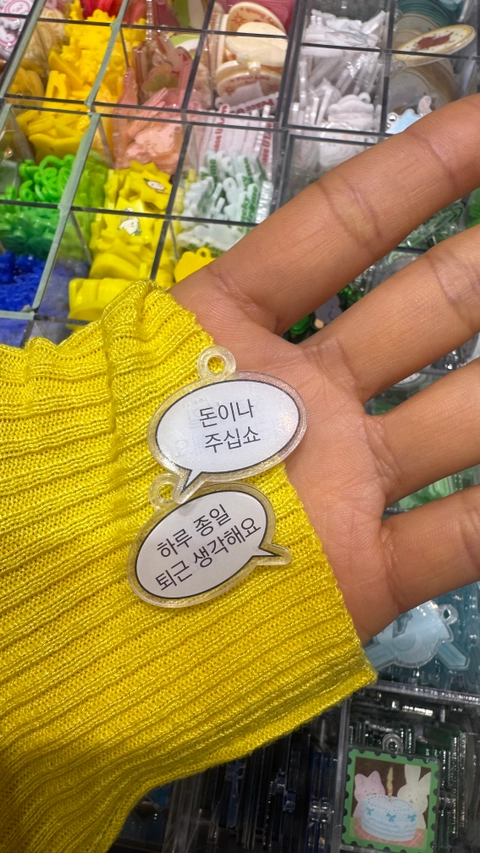 돈이나
주십쇼
하루 종일
퇴근 생각해요